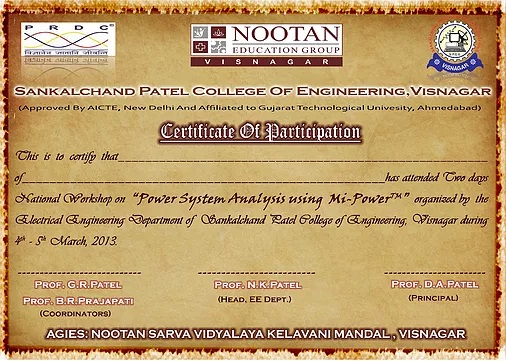 PRDC
विज्ञानेन जातानि जीवन्ति
NOOTAN
EDUCATION GROUP
VISNAGAR
SPCE
VISNAGAR
Sankalchand Patel College Of Engineering,Visnagar
(Approved By AICTE, New Delhi And Affiliated to Gujarat Technological Univesity, Ahmedabad)
Certificate Of Participation
This is to certify that
of has attended Two days
National Workshop on "Power System Analysis using Mi-Power™" organized by the
Electrical Engineering Department of Sankalchand Patel College of Engineering, Visnagar during
4th - 5th March, 2013.
Prof. G.R.Patel
Prof. B.R.Prajapati
(Coordinators)
Prof. N.K.Patel
(Head, EE Dept.)
Prof. D.A.Patel
(Principal)
AGIES: NOOTAN SARVA VIDYALAYA KELAVANI MANDAL , VISNAGAR